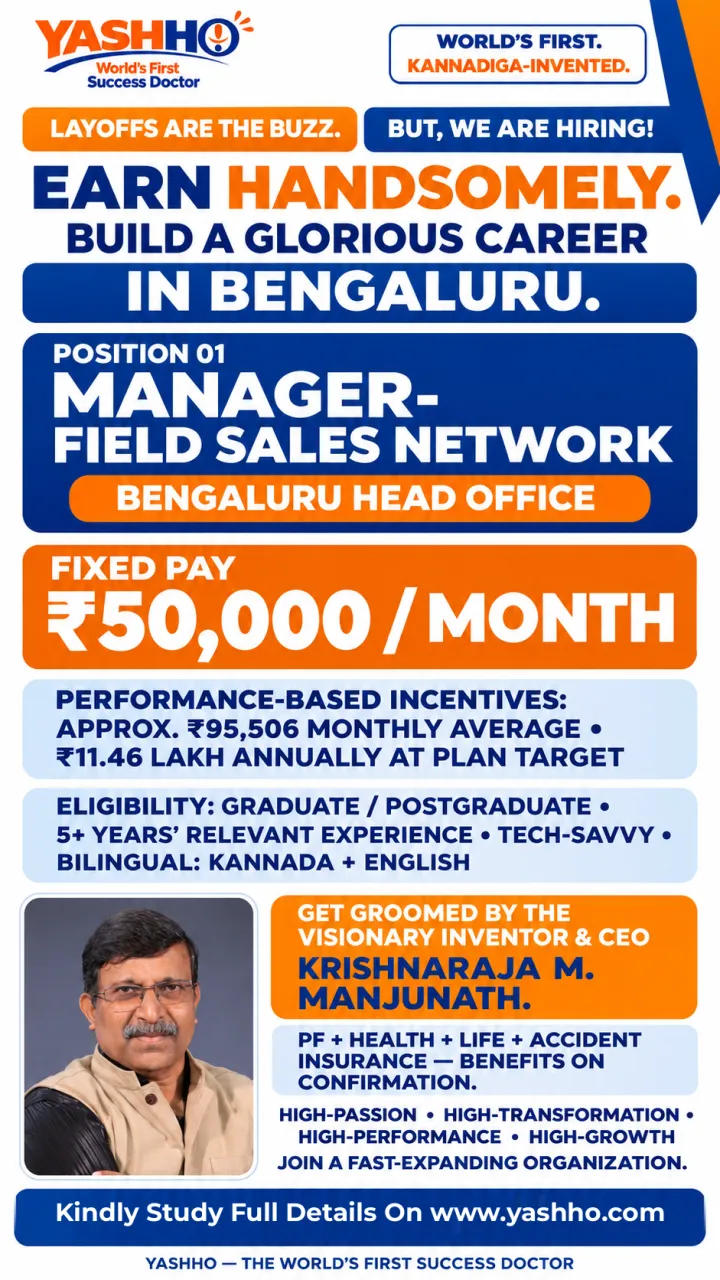 YASHHO
World's First
Success Doctor
WORLD'S FIRST.
KANNADIGA-INVENTED.
LAYOFFS ARE THE BUZZ.
BUT, WE ARE HIRING!
EARN HANDSOMELY.
BUILD A GLORIOUS CAREER
IN BENGALURU.
POSITION 01
MANAGER-
FIELD SALES NETWORK
BENGALURU HEAD OFFICE
FIXED PAY
₹50,000 / MONTH
PERFORMANCE-BASED INCENTIVES:
APPROX. ₹95,506 MONTHLY AVERAGE •
₹11.46 LAKH ANNUALLY AT PLAN TARGET
ELIGIBILITY: GRADUATE / POSTGRADUATE •
5+ YEARS' RELEVANT EXPERIENCE • TECH-SAVVY •
BILINGUAL: KANNADA + ENGLISH
GET GROOMED BY THE
VISIONARY INVENTOR & CEO
KRISHNARAJA M.
MANJUNATH.
PF + HEALTH + LIFE + ACCIDENT
INSURANCE — BENEFITS ON
CONFIRMATION.
HIGH-PASSION • HIGH-TRANSFORMATION •
HIGH-PERFORMANCE • HIGH-GROWTH
JOIN A FAST-EXPANDING ORGANIZATION.
Kindly Study Full Details On www.yashho.com
YASHHO — THE WORLD'S FIRST SUCCESS DOCTOR